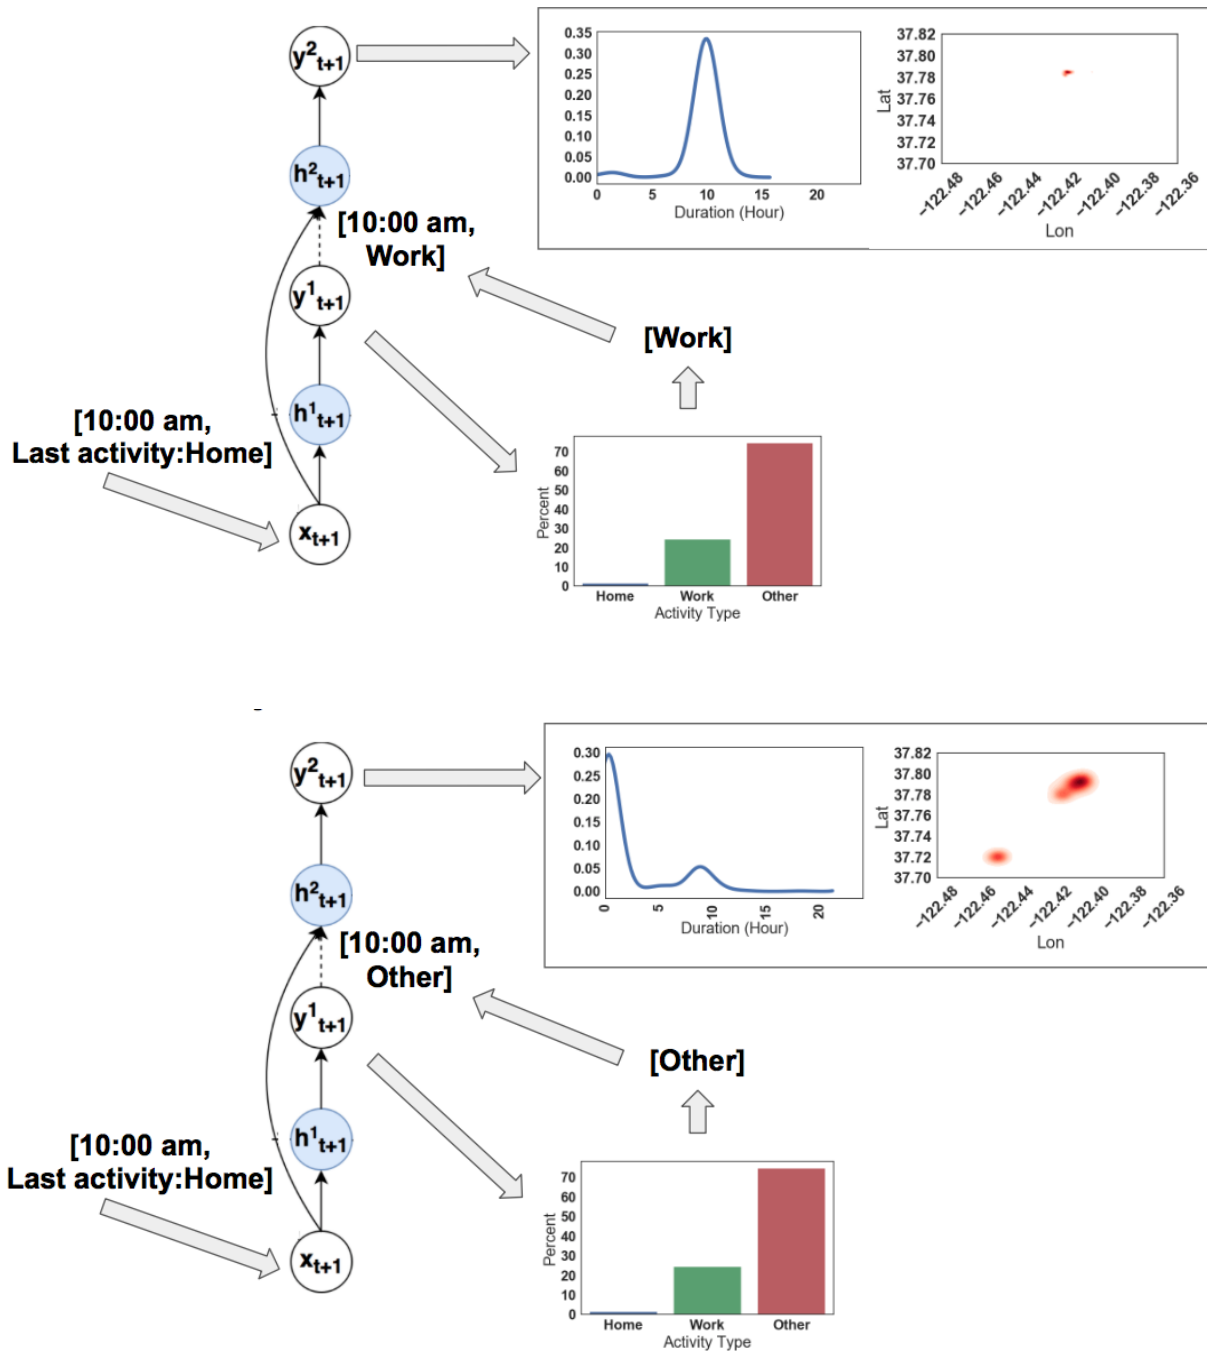 y²t+1
h²t+1
[10:00 am,
Work]
y¹t+1
h¹t+1
[10:00 am,
Last activity:Home]
xt+1
0.35
0.30
0.25
0.20
0.15
0.10
0.05
0.00
0 5 10 15 20
Duration (Hour)
37.82
37.80
37.78
37.76
37.74
37.72
37.70
Lat
−122.48 −122.46 −122.44 −122.42 −122.40 −122.38 −122.36
Lon
[Work]
70
60
50
40
30
20
10
0
Percent
Home Work Other
Activity Type
y²t+1
h²t+1
[10:00 am,
Other]
y¹t+1
h¹t+1
[10:00 am,
Last activity:Home]
xt+1
0.30
0.25
0.20
0.15
0.10
0.05
0.00
0 5 10 15 20
Duration (Hour)
37.82
37.80
37.78
37.76
37.74
37.72
37.70
Lat
−122.48 −122.46 −122.44 −122.42 −122.40 −122.38 −122.36
Lon
[Other]
70
60
50
40
30
20
10
0
Percent
Home Work Other
Activity Type